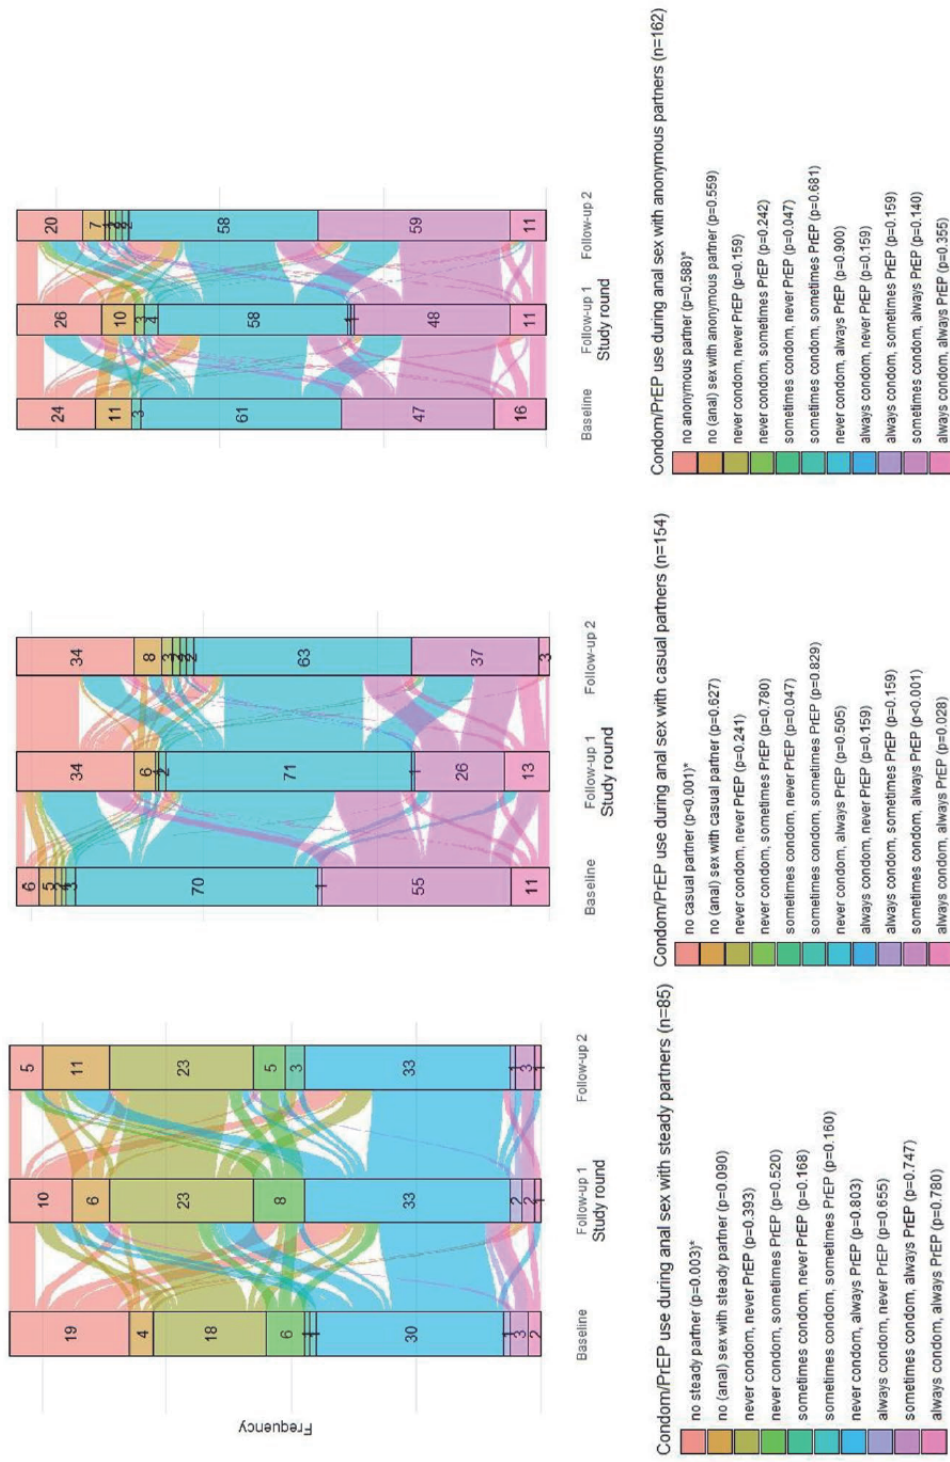 Frequency
19
4
18
6
1
1
30
1
3
2
10
6
23
8
33
2
2
1
5
11
23
5
3
33
1
3
1
Baseline
Follow-up 1
Follow-up 2
Study round
Condom/PrEP use during anal sex with steady partners (n=85)
no steady partner (p=0.003)*
no (anal) sex with steady partner (p=0.090)
never condom, never PrEP (p=0.393)
never condom, sometimes PrEP (p=0.520)
sometimes condom, never PrEP (p=0.168)
sometimes condom, sometimes PrEP (p=0.160)
never condom, always PrEP (p=0.803)
always condom, never PrEP (p=0.655)
sometimes condom, always PrEP (p=0.747)
always condom, always PrEP (p=0.780)
6
5
3
70
1
55
11
34
6
2
71
1
26
13
34
8
3
2
63
37
3
Baseline
Follow-up 1
Follow-up 2
Study round
Condom/PrEP use during anal sex with casual partners (n=154)
no casual partner (p<0.001)*
no (anal) sex with casual partner (p=0.627)
never condom, never PrEP (p=0.241)
never condom, sometimes PrEP (p=0.780)
sometimes condom, never PrEP (p=0.047)
sometimes condom, sometimes PrEP (p=0.829)
never condom, always PrEP (p=0.505)
always condom, never PrEP (p=0.159)
always condom, sometimes PrEP (p=0.159)
sometimes condom, always PrEP (p<0.001)
always condom, always PrEP (p=0.028)
24
11
3
61
47
16
26
10
3
4
58
1
48
11
20
7
2
58
59
11
Baseline
Follow-up 1
Follow-up 2
Study round
Condom/PrEP use during anal sex with anonymous partners (n=162)
no anonymous partner (p=0.588)*
no (anal) sex with anonymous partner (p=0.559)
never condom, never PrEP (p=0.159)
never condom, sometimes PrEP (p=0.242)
sometimes condom, never PrEP (p=0.047)
sometimes condom, sometimes PrEP (p=0.681)
never condom, always PrEP (p=0.900)
always condom, never PrEP (p=0.159)
always condom, sometimes PrEP (p=0.159)
sometimes condom, always PrEP (p=0.140)
always condom, always PrEP (p=0.355)